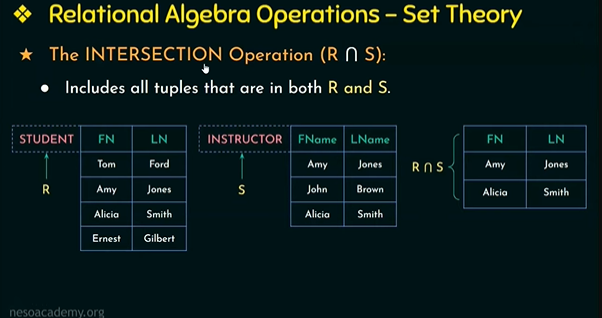 ❖ Relational Algebra Operations – Set Theory
★ The INTERSECTION Operation (R ∩ S):
● Includes all tuples that are in both R and S.
STUDENT FN LN
Tom Ford
Amy Jones
Alicia Smith
Ernest Gilbert
R
INSTRUCTOR FName LName
Amy Jones
John Brown
Alicia Smith
S
R ∩ S
FN LN
Amy Jones
Alicia Smith
nesoacademy.org